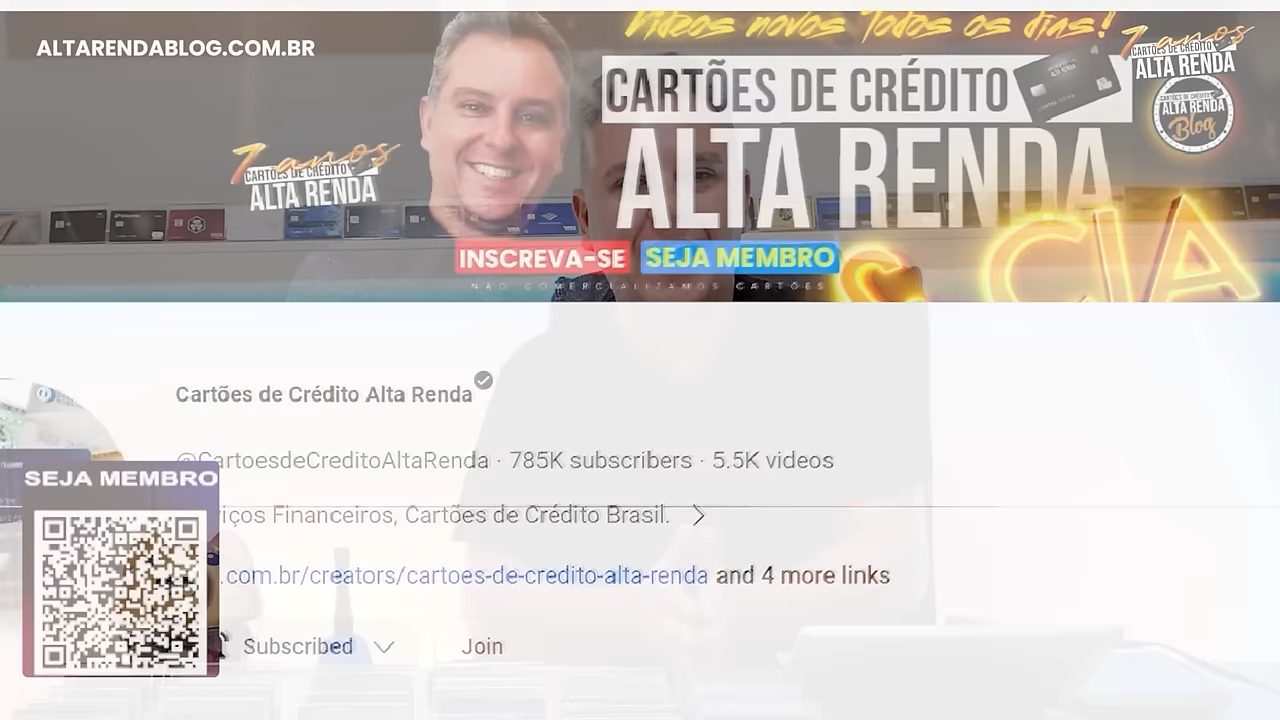 Vídeos novos Todos os dias!
ALTARENDABLOG.COM.BR
7 anos
CARTÕES DE CRÉDITO
ALTA RENDA
CARTÕES DE CRÉDITO
ALTA RENDA
CARTÕES DE CRÉDITO
ALTA RENDA
Blog
7 anos
CARTÕES DE CRÉDITO
ALTA RENDA
INSCREVA-SE SEJA MEMBRO
NÃO COMERCIALIZAMOS CARTÕES
CIA
Cartões de Crédito Alta Renda
@CartoesdeCreditoAltaRenda · 785K subscribers · 5.5K videos
SEJA MEMBRO
Financeiros, Cartões de Crédito Brasil.
.com.br/creators/cartoes-de-credito-alta-renda and 4 more links
Subscribed
Join